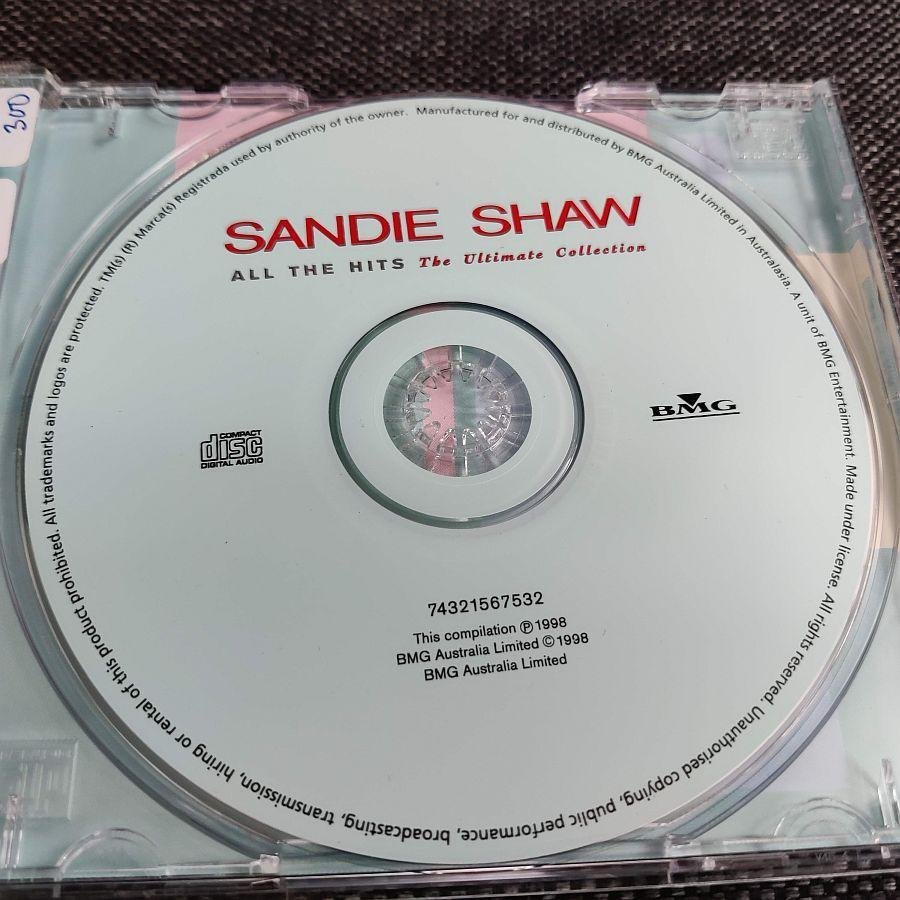 300
TM(s) (R) Marca(s) Registrada used by authority of the owner. Manufactured for and distributed by BMG Australia Limited in Australasia. A unit of BMG Entertainment. Made under license. All rights reserved. Unauthorised copying, public performance, broadcasting, transmission, hiring or rental of this product prohibited. All trademarks and logos are protected.
SANDIE SHAW
ALL THE HITS The Ultimate Collection
BMG
COMPACT
disc
DIGITAL AUDIO
74321567532
This compilation ℗ 1998
BMG Australia Limited © 1998
BMG Australia Limited